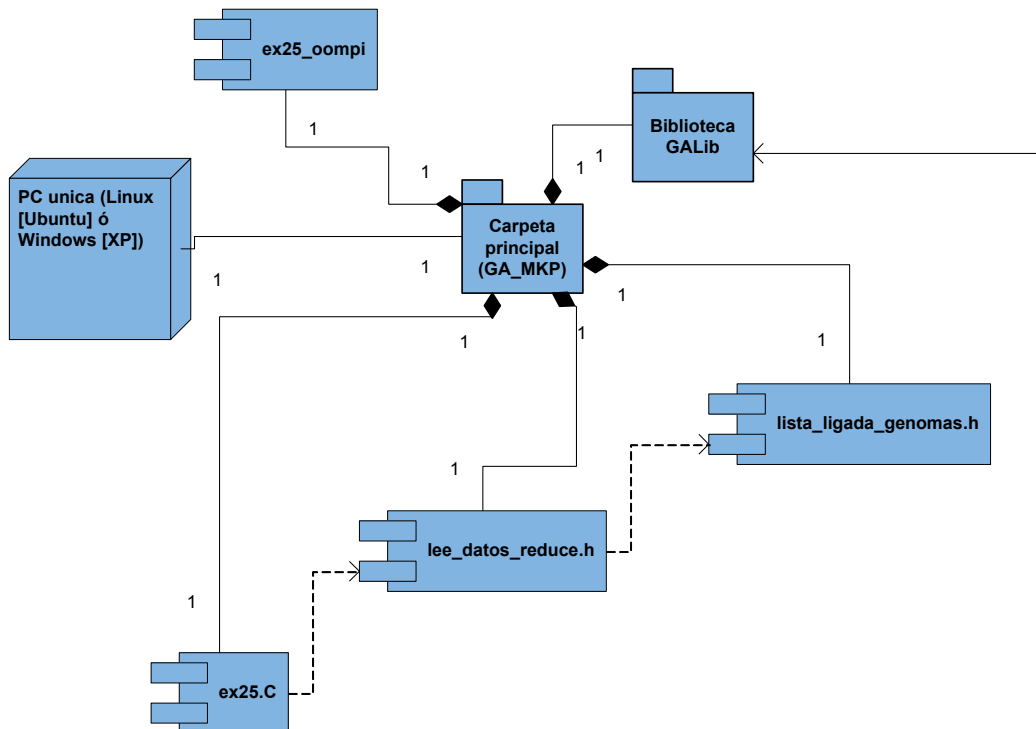 ex25_oompi
1
Biblioteca
GALib
1
1
1
PC unica (Linux
[Ubuntu] ó
Windows [XP])
1
Carpeta
principal
(GA_MKP)
1
1
1
1
1
lista_ligada_genomas.h
1
lee_datos_reduce.h
1
ex25.C